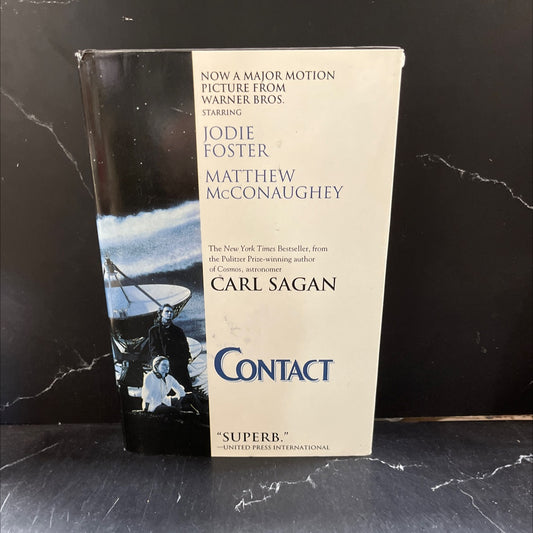 NOW A MAJOR MOTION
PICTURE FROM
WARNER BROS.
STARRING
JODIE
FOSTER
MATTHEW
McCONAUGHEY
The New York Times Bestseller, from
the Pulitzer Prize-winning author
of Cosmos, astronomer
CARL SAGAN
CONTACT
“SUPERB.”
—UNITED PRESS INTERNATIONAL